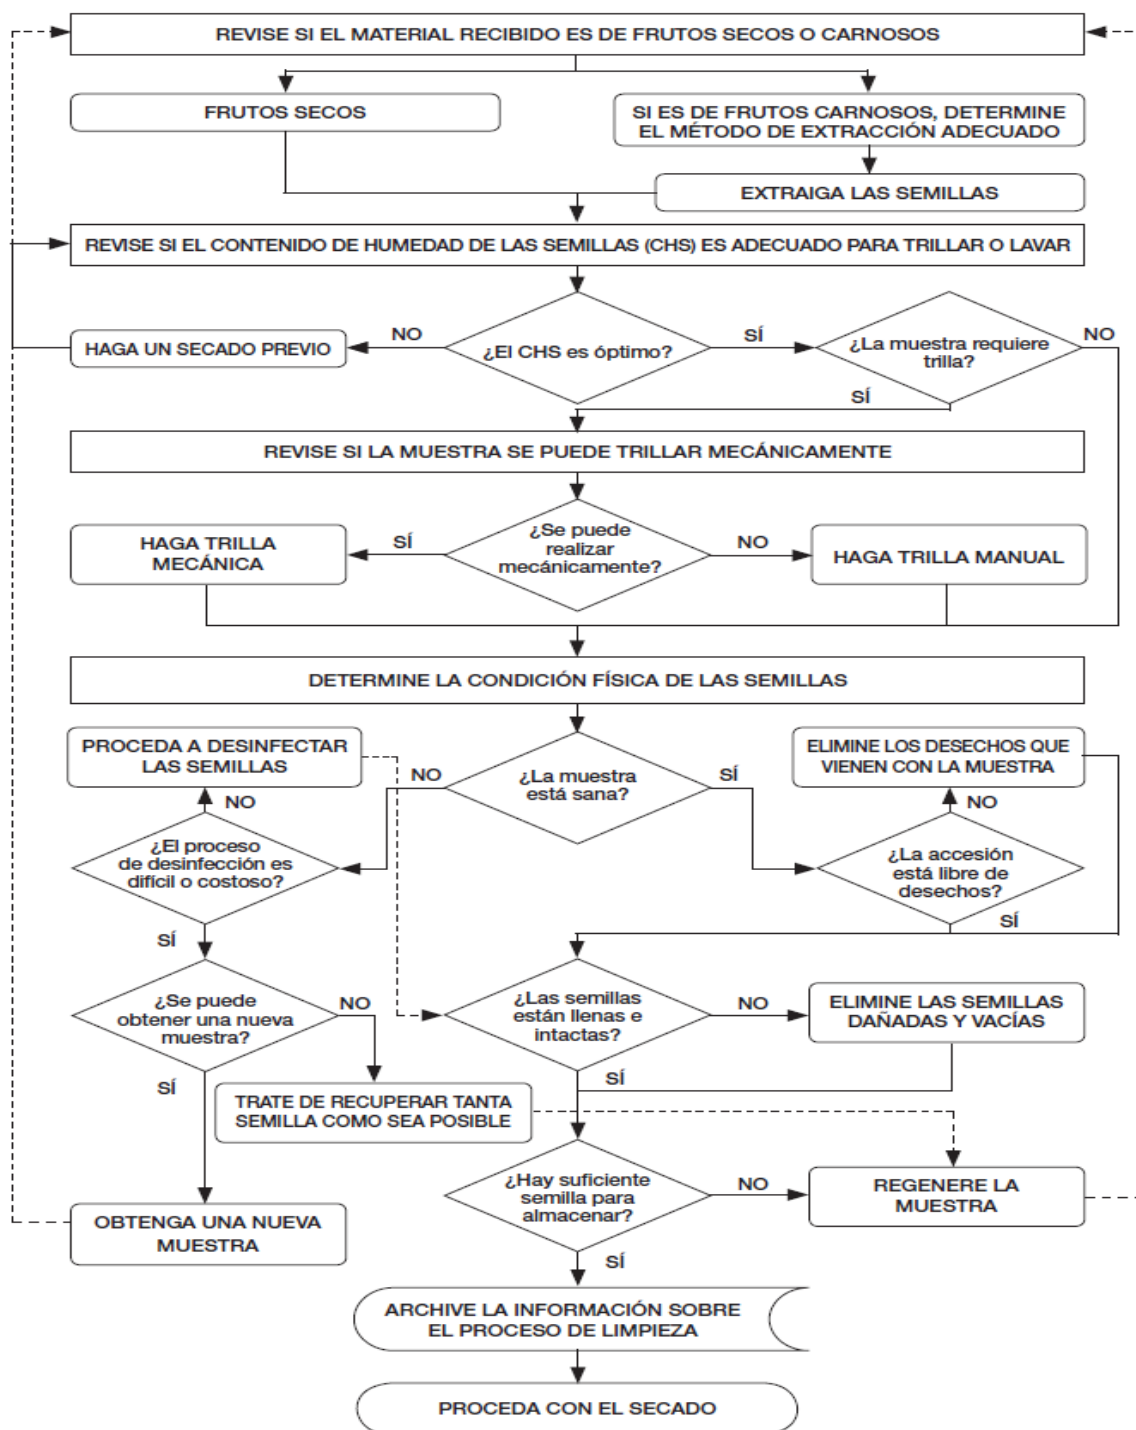 REVISE SI EL MATERIAL RECIBIDO ES DE FRUTOS SECOS O CARNOSOS
FRUTOS SECOS
SI ES DE FRUTOS CARNOSOS, DETERMINE
EL MÉTODO DE EXTRACCIÓN ADECUADO
EXTRAIGA LAS SEMILLAS
REVISE SI EL CONTENIDO DE HUMEDAD DE LAS SEMILLAS (CHS) ES ADECUADO PARA TRILLAR O LAVAR
HAGA UN SECADO PREVIO
NO
¿El CHS es óptimo?
SÍ
¿La muestra requiere
trilla?
NO
SÍ
REVISE SI LA MUESTRA SE PUEDE TRILLAR MECÁNICAMENTE
HAGA TRILLA
MECÁNICA
SÍ
¿Se puede
realizar
mecánicamente?
NO
HAGA TRILLA MANUAL
DETERMINE LA CONDICIÓN FÍSICA DE LAS SEMILLAS
PROCEDA A DESINFECTAR
LAS SEMILLAS
NO
¿La muestra
está sana?
SÍ
ELIMINE LOS DESECHOS QUE
VIENEN CON LA MUESTRA
NO
NO
¿El proceso
de desinfección es
difícil o costoso?
¿La accesión
está libre de
desechos?
SÍ
SÍ
¿Se puede
obtener una nueva
muestra?
NO
¿Las semillas
están llenas e
intactas?
NO
ELIMINE LAS SEMILLAS
DAÑADAS Y VACÍAS
SÍ
SÍ
TRATE DE RECUPERAR TANTA
SEMILLA COMO SEA POSIBLE
¿Hay suficiente
semilla para
almacenar?
NO
REGENERE LA
MUESTRA
OBTENGA UNA NUEVA
MUESTRA
SÍ
ARCHIVE LA INFORMACIÓN SOBRE
EL PROCESO DE LIMPIEZA
PROCEDA CON EL SECADO